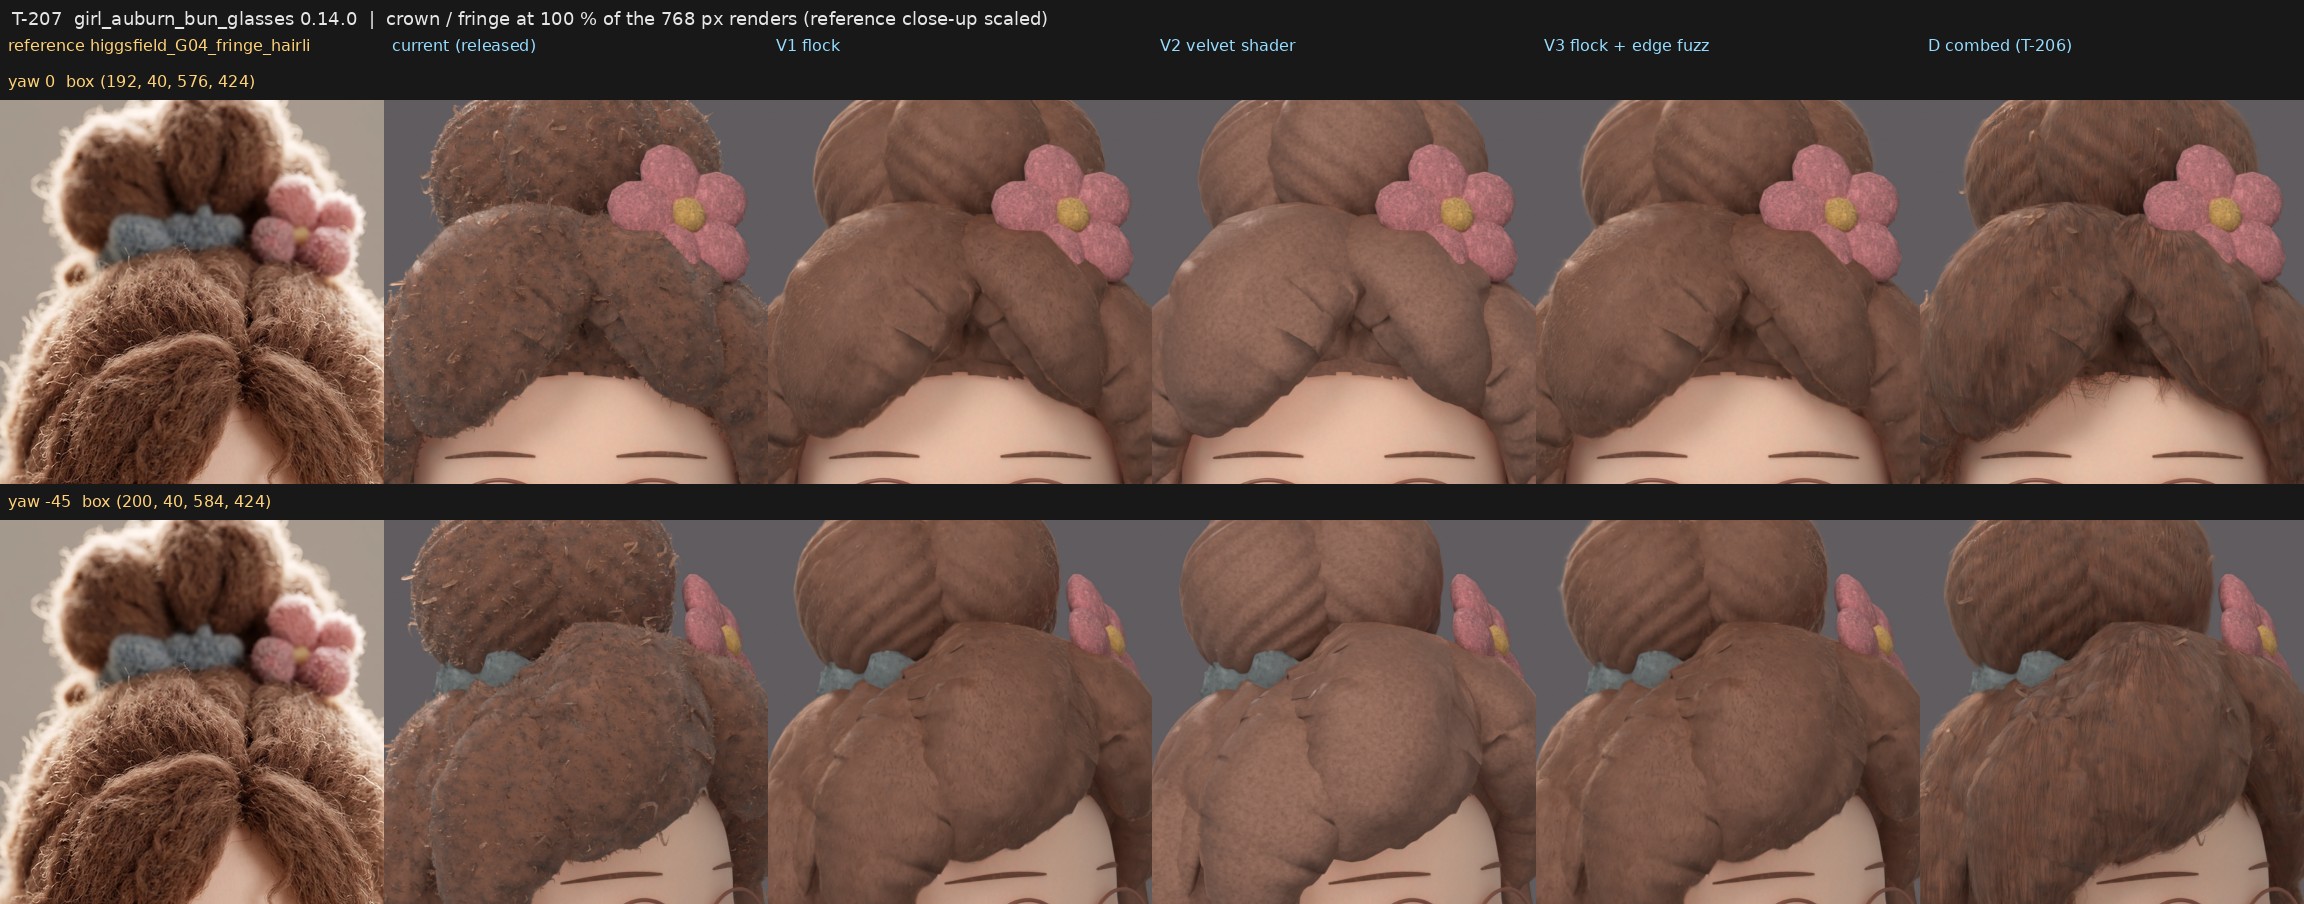 T-207 girl_auburn_bun_glasses 0.14.0 | crown / fringe at 100 % of the 768 px renders (reference close-up scaled)
reference higgsfield_G04_fringe_hairli current (released) V1 flock V2 velvet shader V3 flock + edge fuzz D combed (T-206)
yaw 0 box (192, 40, 576, 424)
yaw -45 box (200, 40, 584, 424)